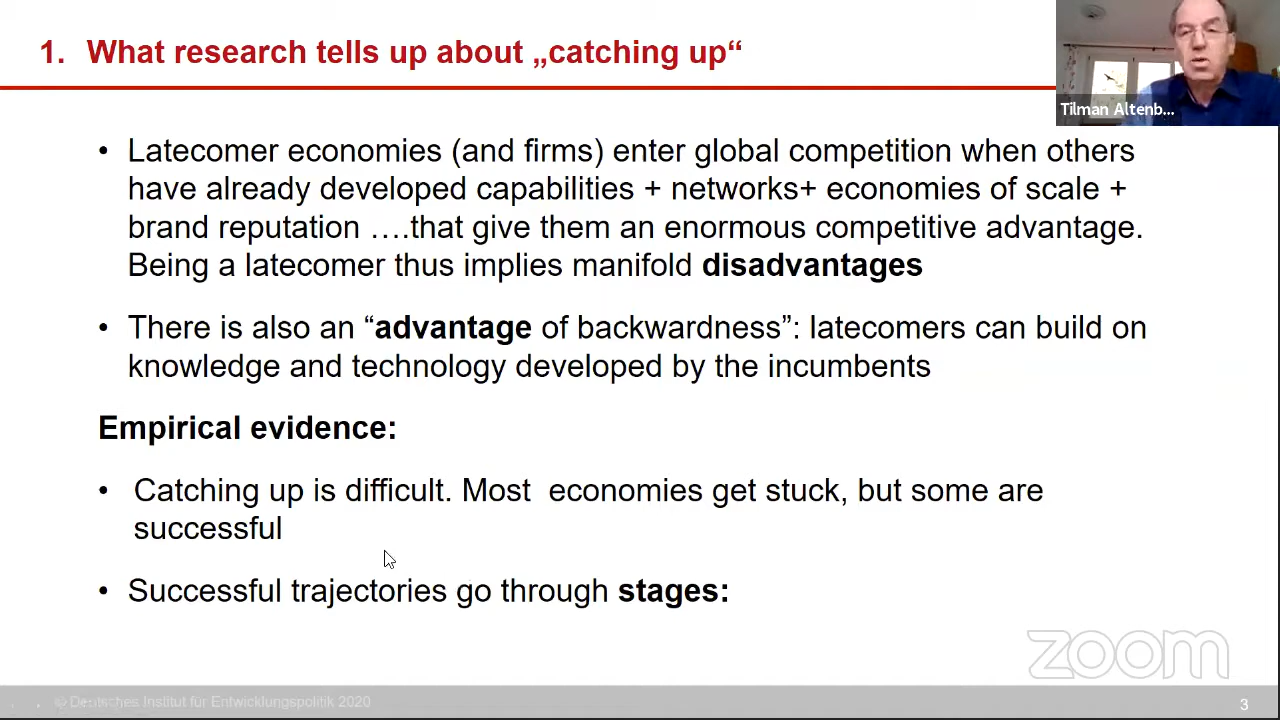 1. What research tells up about „catching up“
Tilman Altenb...
• Latecomer economies (and firms) enter global competition when others
have already developed capabilities + networks+ economies of scale +
brand reputation ….that give them an enormous competitive advantage.
Being a latecomer thus implies manifold disadvantages
• There is also an “advantage of backwardness”: latecomers can build on
knowledge and technology developed by the incumbents
Empirical evidence:
• Catching up is difficult. Most economies get stuck, but some are
successful
• Successful trajectories go through stages:
zoom
© Deutsches Institut für Entwicklungspolitik 2020
3